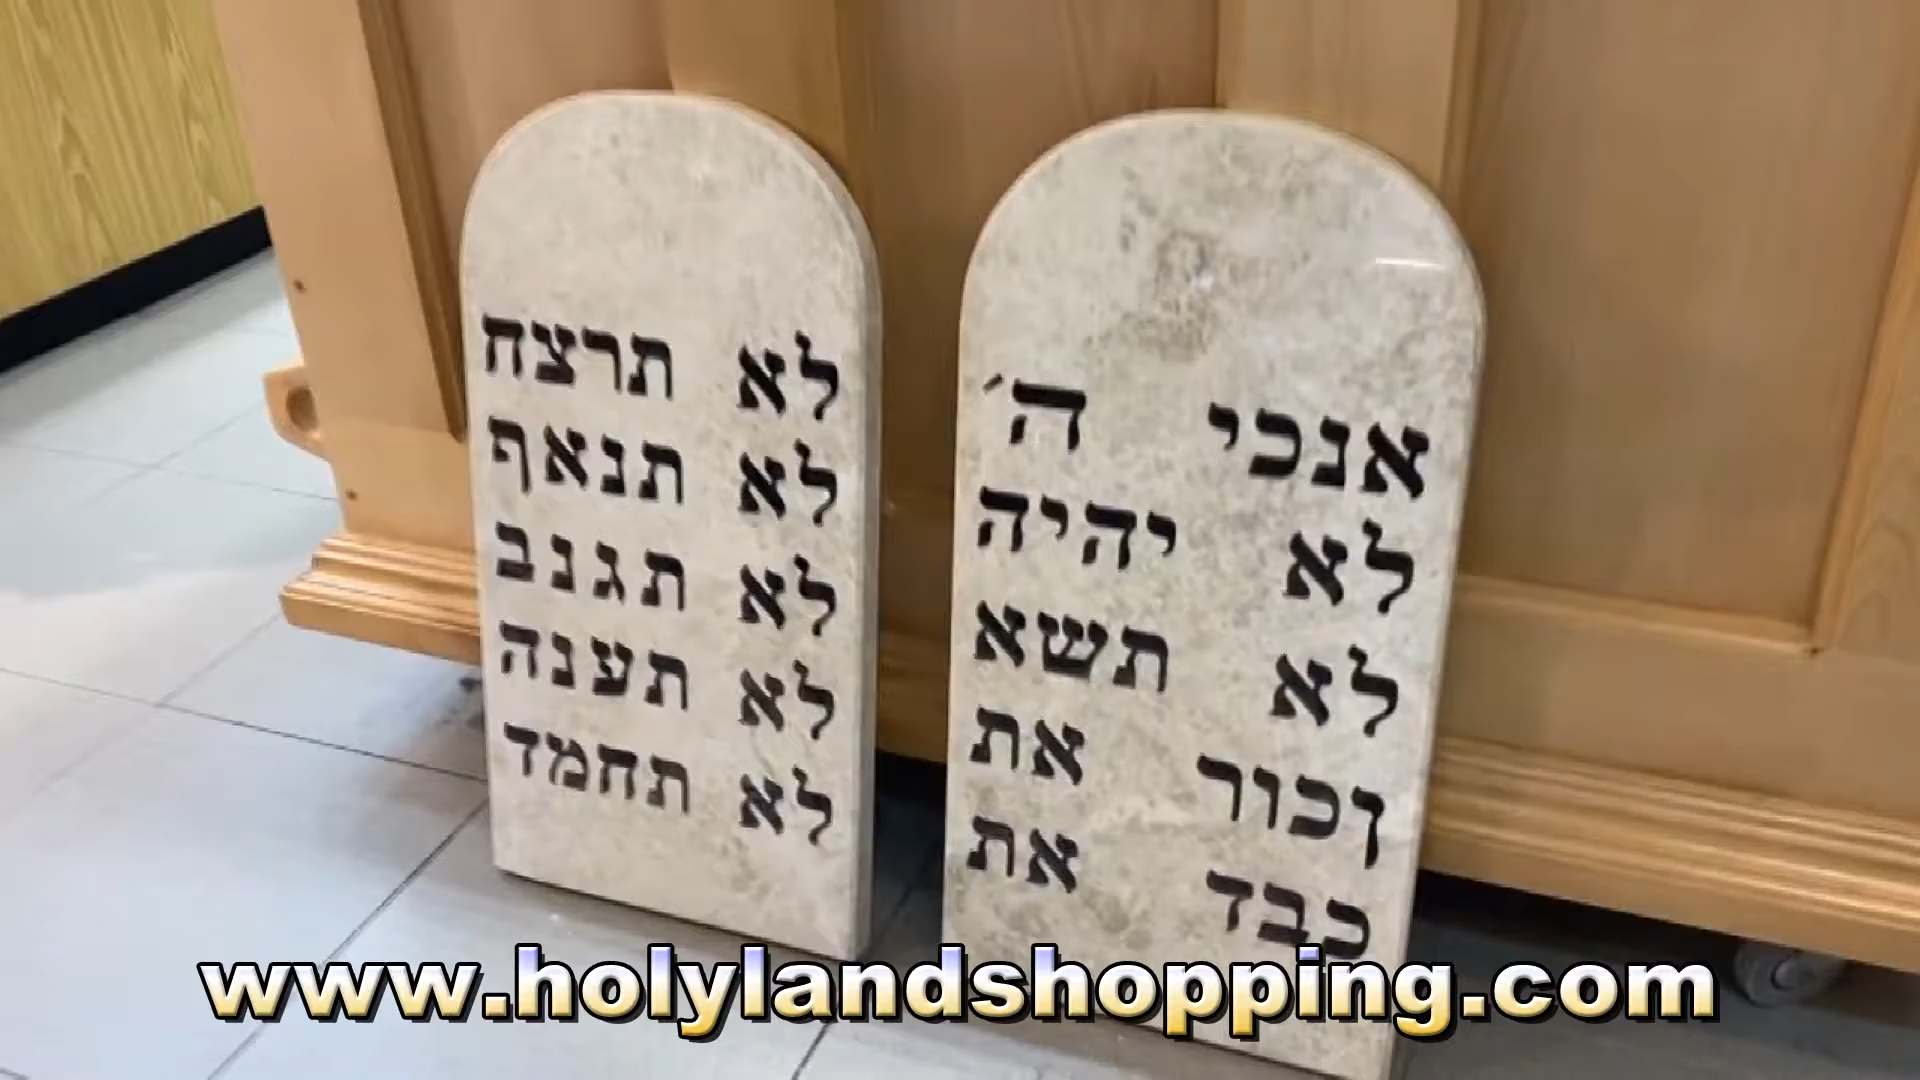 אנכי ה׳
לא יהיה
לא תשא
זכור את
כבד את
לא תרצח
לא תנאף
לא תגנב
לא תענה
לא תחמד
www.holylandshopping.com